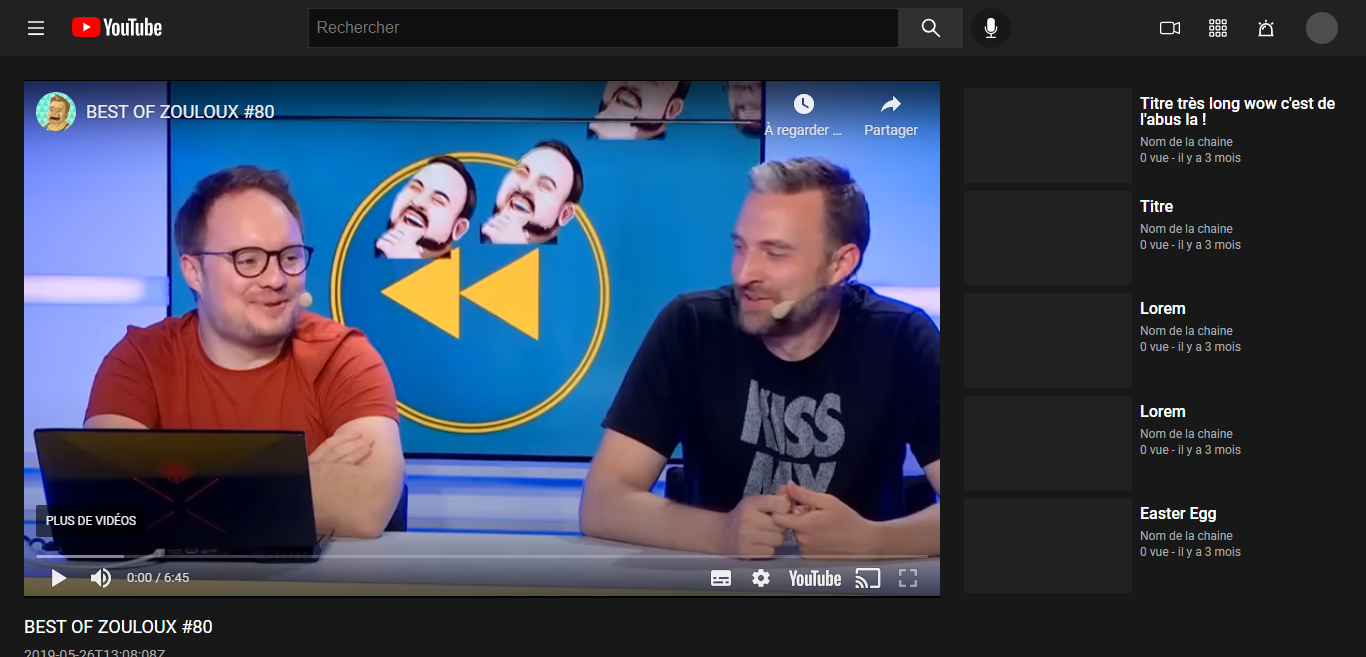 YouTube
Rechercher
BEST OF ZOULOUX #80
À regarder ...
Partager
KISS
MY
PLUS DE VIDÉOS
0:00 / 6:45
YouTube
BEST OF ZOULOUX #80
2019-05-26T13:08:08Z
Titre très long wow c'est de
l'abus la !
Nom de la chaine
0 vue - il y a 3 mois
Titre
Nom de la chaine
0 vue - il y a 3 mois
Lorem
Nom de la chaine
0 vue - il y a 3 mois
Lorem
Nom de la chaine
0 vue - il y a 3 mois
Easter Egg
Nom de la chaine
0 vue - il y a 3 mois